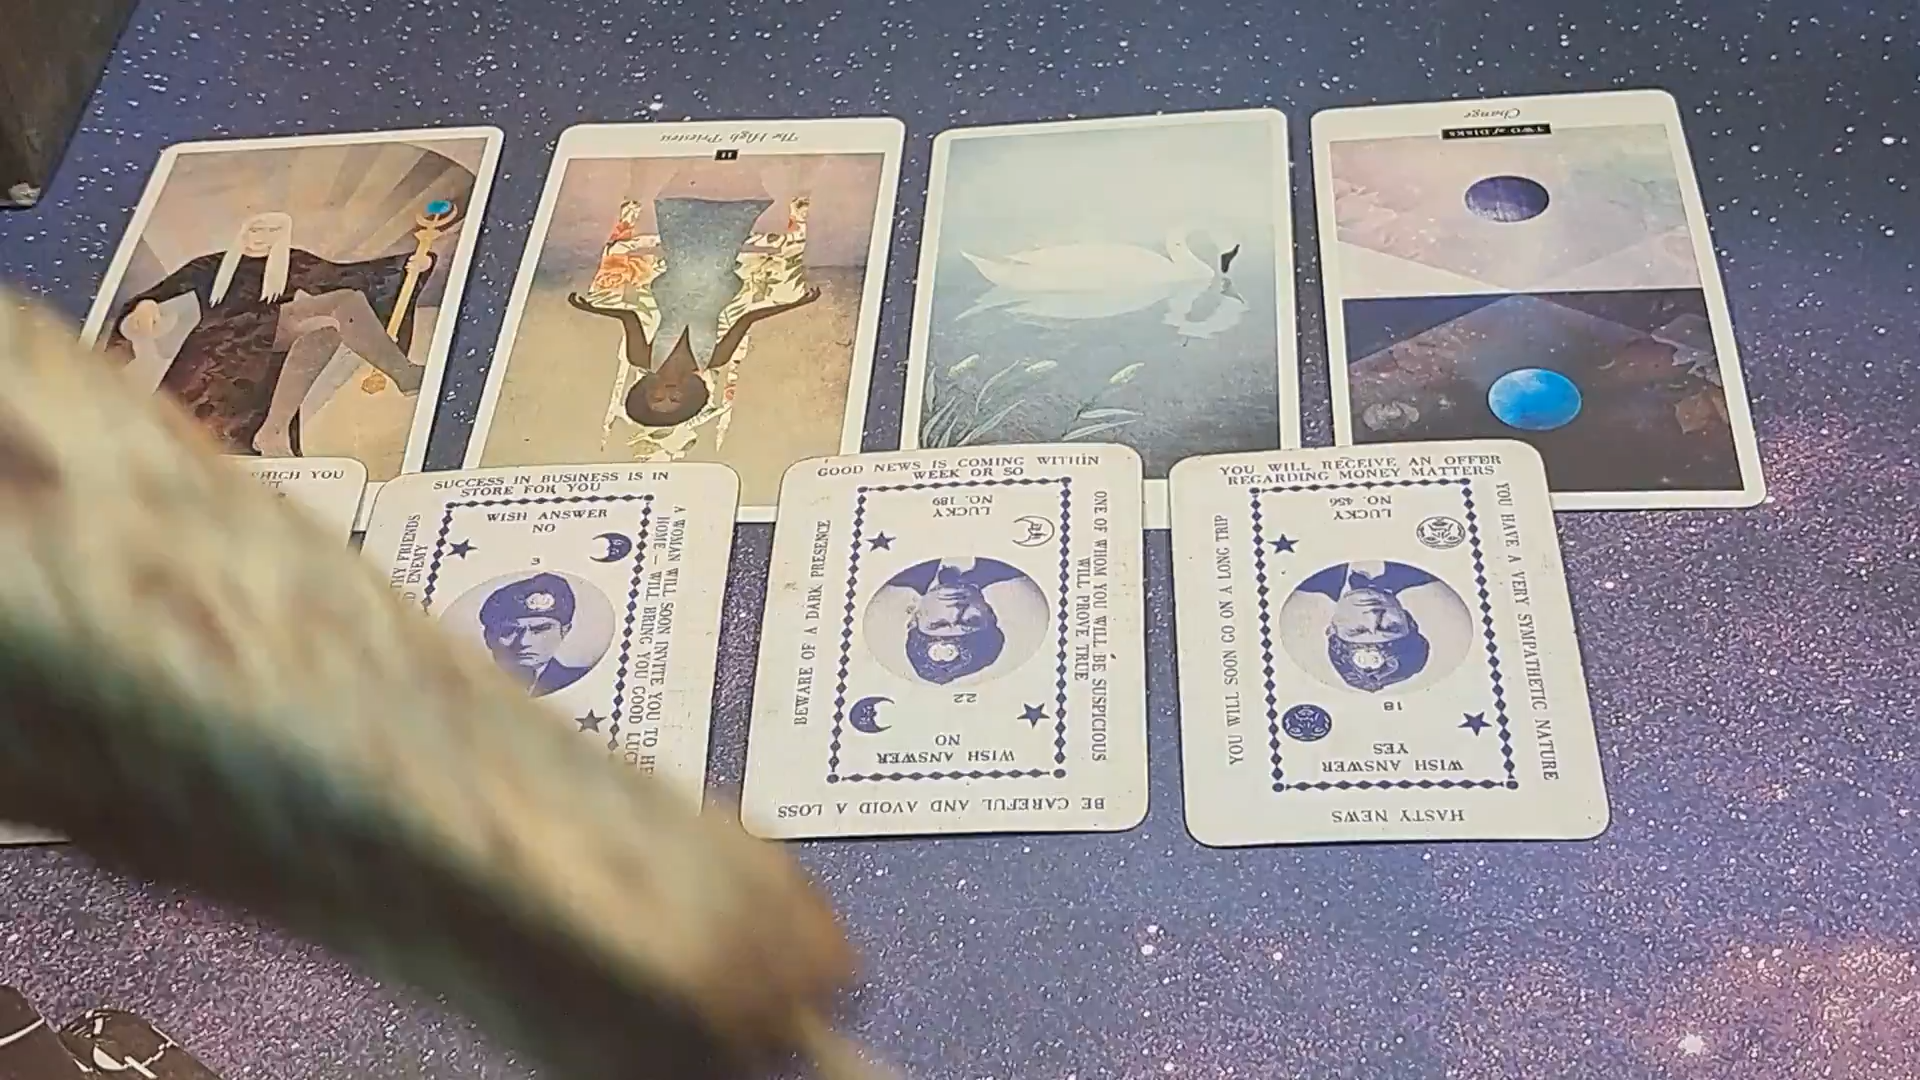 The High Priestess
II
Change
TWO of DISKS
WHICH YOU
SUCCESS IN BUSINESS IS IN
STORE FOR YOU
WISH ANSWER
NO
3
FRIENDS
ENEMY
A WOMAN WILL SOON INVITE YOU TO
HOME — WILL BRING YOU GOOD
GOOD NEWS IS COMING WITHIN
WEEK OR SO
LUCKY
NO. 189
BEWARE OF A DARK PRESENCE
ONE OF WHOM YOU WILL BE SUSPICIOUS
WILL PROVE TRUE
22
WISH ANSWER
NO
BE CAREFUL AND AVOID A LOSS
YOU WILL RECEIVE AN OFFER
REGARDING MONEY MATTERS
LUCKY
NO. 456
YOU WILL SOON GO ON A LONG TRIP
YOU HAVE A VERY SYMPATHETIC NATURE
18
WISH ANSWER
YES
HASTY NEWS